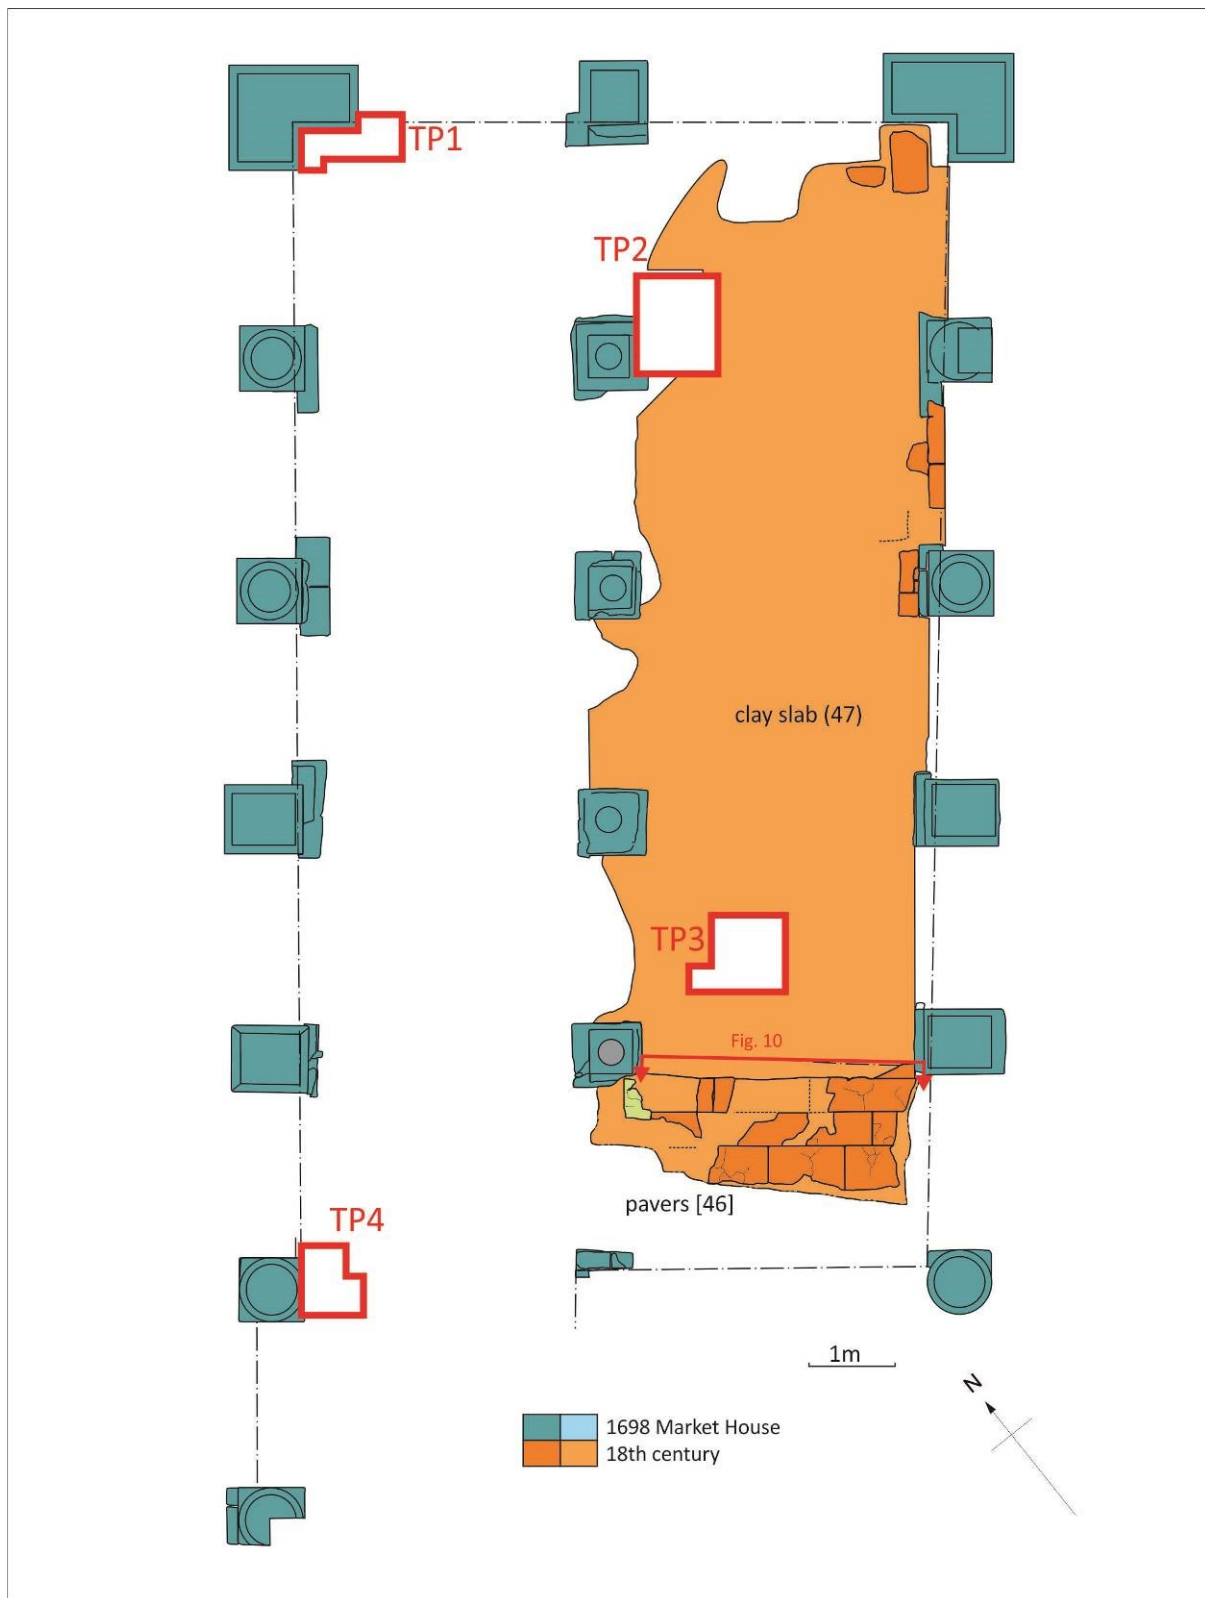 TP1
TP2
clay slab (47)
TP3
Fig. 10
pavers [46]
TP4
1m
N
1698 Market House
18th century